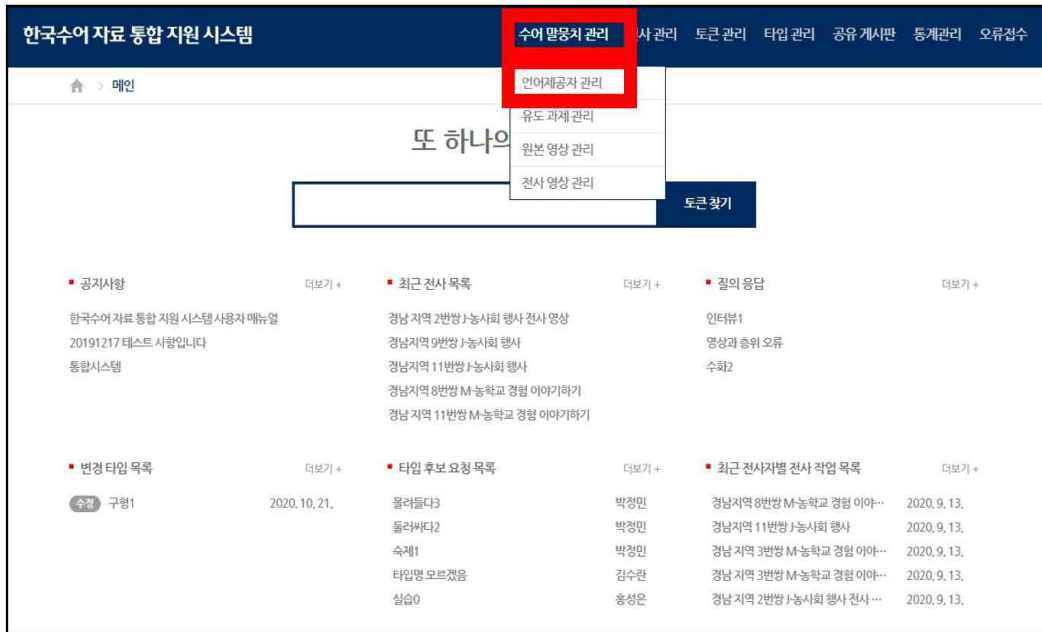 한국수어 자료 통합 지원 시스템
수어 말뭉치 관리 사 관리 토큰 관리 타입 관리 공유 게시판 통계관리 오류접수
메인
언어제공자 관리
유도 과제 관리
원본 영상 관리
전사 영상 관리
또 하나의
토큰 찾기
공지사항 더보기 +
한국수어 자료 통합 지원 시스템 사용자 매뉴얼
20191217 테스트 사항입니다
통합시스템
최근 전사 목록 더보기 +
경남 지역 2번쌍 J-농사회 행사 전사 영상
경남지역 9번쌍 J-농사회 행사
경남지역 11번쌍 J-농사회 행사
경남지역 8번쌍 M-농학교 경험 이야기하기
경남 지역 11번쌍 M-농학교 경험 이야기하기
질의 응답 더보기 +
인터뷰1
영상과 층위 오류
수화2
변경 타입 목록 더보기 +
수정 구형1 2020. 10. 21.
타입 후보 요청 목록 더보기 +
몰려들다3 박정민
둘러싸다2 박정민
숙제1 박정민
타입명 모르겠음 김수란
실습0 홍성은
최근 전사자별 전사 작업 목록 더보기 +
경남지역 8번쌍 M-농학교 경험 이야… 2020. 9. 13.
경남지역 11번쌍 J-농사회 행사 2020. 9. 13.
경남 지역 3번쌍 M-농학교 경험 이야… 2020. 9. 13.
경남 지역 3번쌍 M-농학교 경험 이야… 2020. 9. 13.
경남 지역 2번쌍 J-농사회 행사 전사 … 2020. 9. 13.